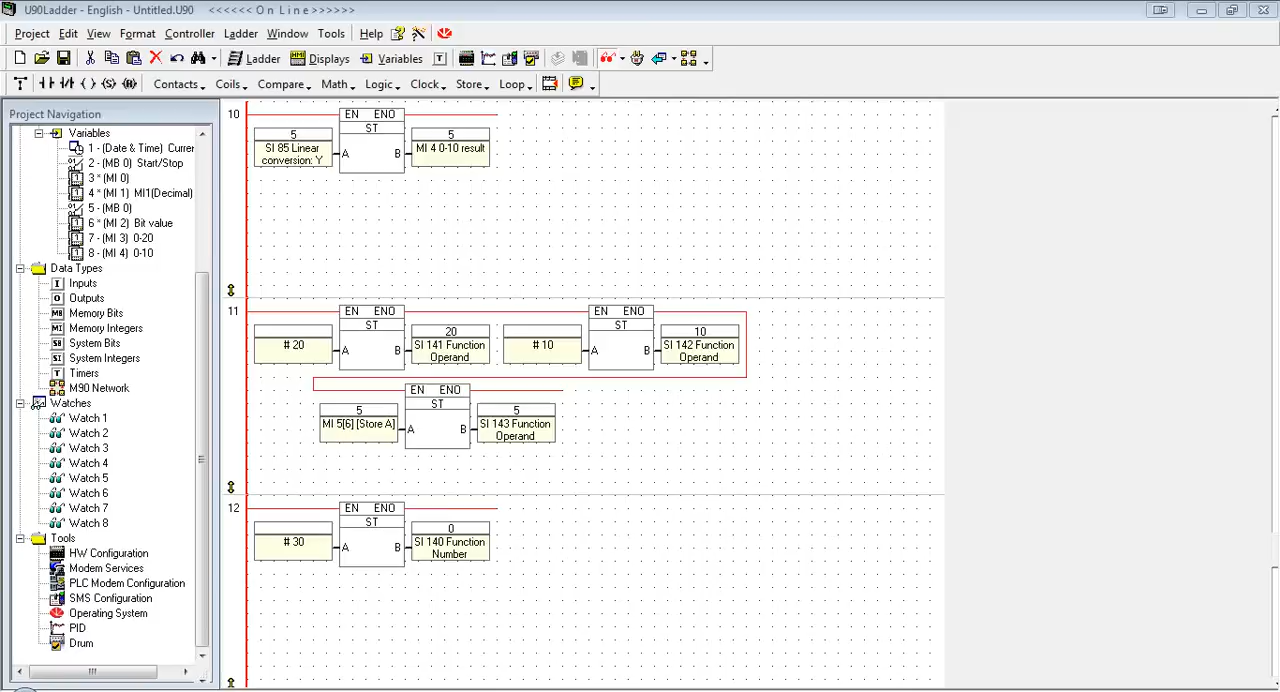 U90Ladder - English - Untitled.U90 <<<<<< O n L i n e >>>>>>
Project Edit View Format Controller Ladder Window Tools Help
Ladder Displays Variables
Contacts Coils Compare Math Logic Clock Store Loop
Project Navigation
Variables
1 - (Date & Time) Currer
2 - (MB 0) Start/Stop
3 * (MI 0)
4 * (MI 1) MI1(Decimal)
5 - (MB 0)
6 * (MI 2) Bit value
7 - (MI 3) 0-20
8 - (MI 4) 0-10
Data Types
Inputs
Outputs
Memory Bits
Memory Integers
System Bits
System Integers
Timers
M90 Network
Watches
Watch 1
Watch 2
Watch 3
Watch 4
Watch 5
Watch 6
Watch 7
Watch 8
Tools
HW Configuration
Modem Services
PLC Modem Configuration
SMS Configuration
Operating System
PID
Drum
10
EN ENO
ST
5
SI 85 Linear
conversion: Y
A B
5
MI 4 0-10 result
11
EN ENO
ST
# 20
A B
20
SI 141 Function
Operand
EN ENO
ST
# 10
A B
10
SI 142 Function
Operand
EN ENO
ST
5
MI 5[6] [Store A]
A B
5
SI 143 Function
Operand
12
EN ENO
ST
# 30
A B
0
SI 140 Function
Number